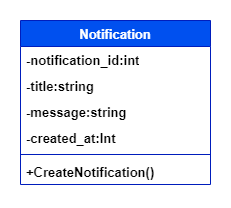 Notification
-notification_id:int
-title:string
-message:string
-created_at:Int
+CreateNotification()